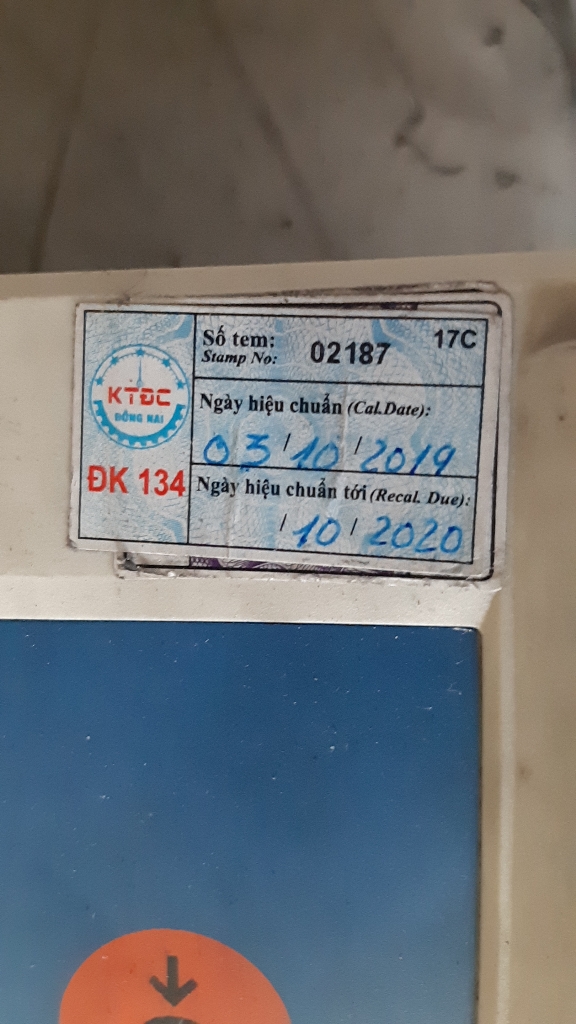 KTĐC
ĐỒNG NAI
ĐK 134
Số tem: 02187 17C
Stamp No:
Ngày hiệu chuẩn (Cal.Date):
03/10/2019
Ngày hiệu chuẩn tới (Recal. Due):
/10/2020